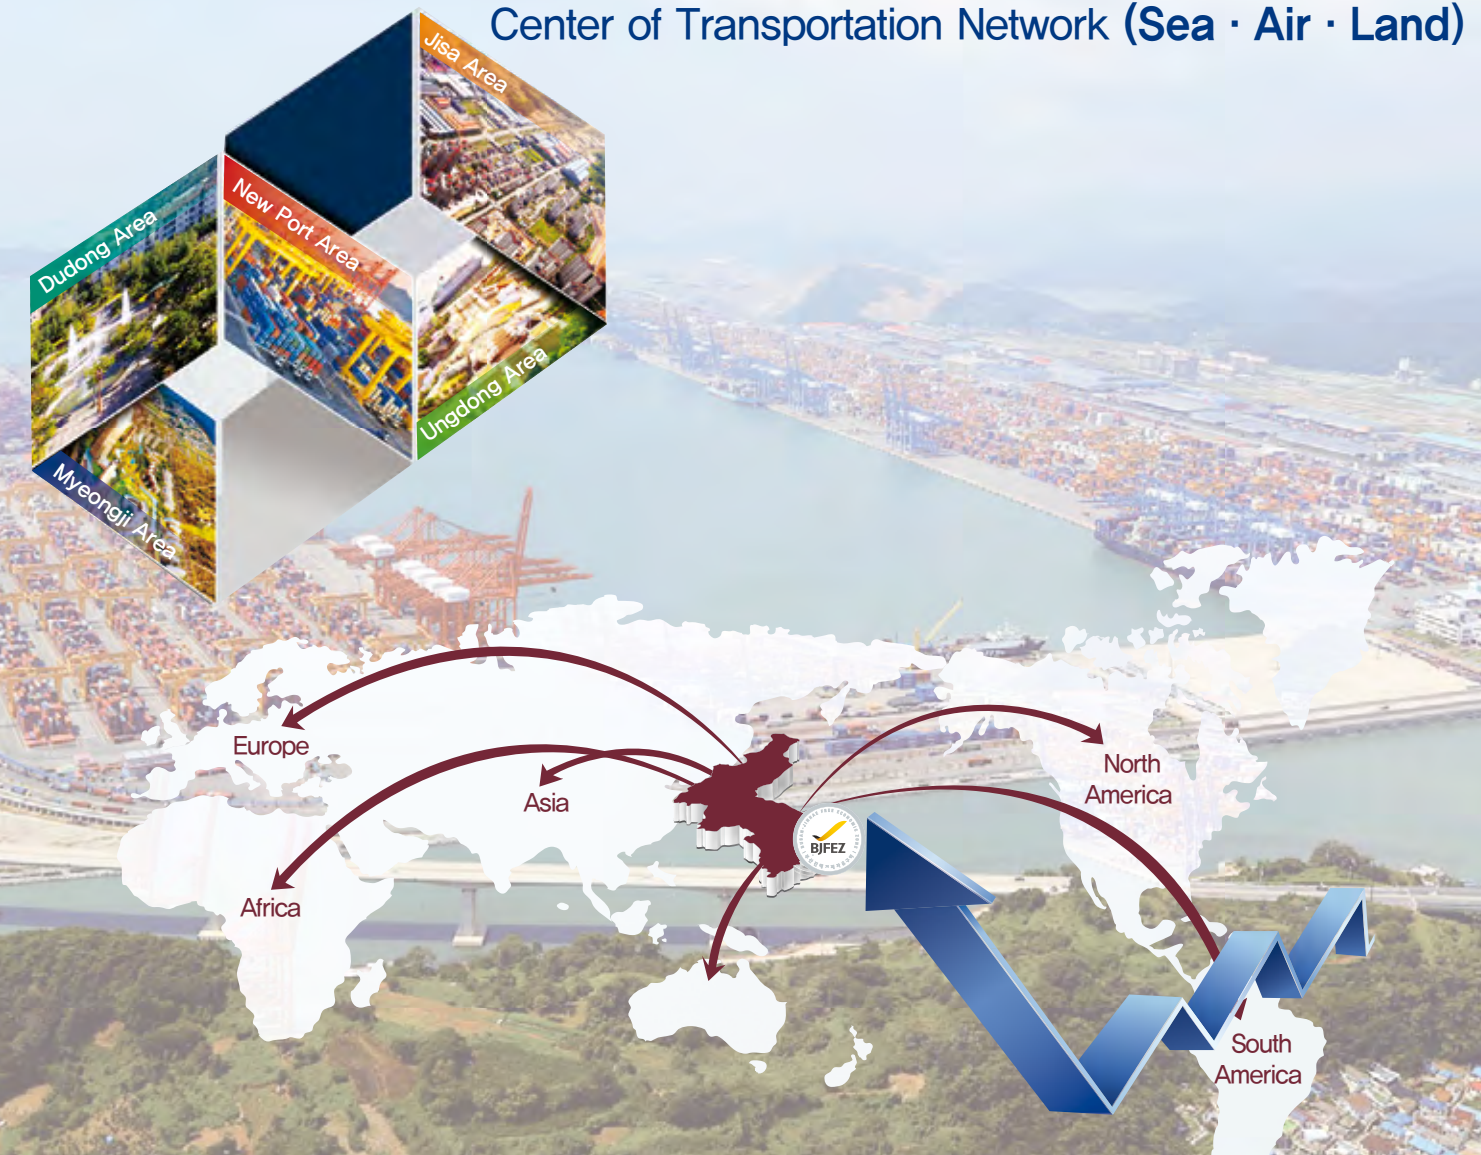 Center of Transportation Network (Sea · Air · Land)
Jisa Area
Dudong Area
New Port Area
Ungdong Area
Myeongji Area
Europe
Asia
Africa
North
America
BJFEZ
South
America